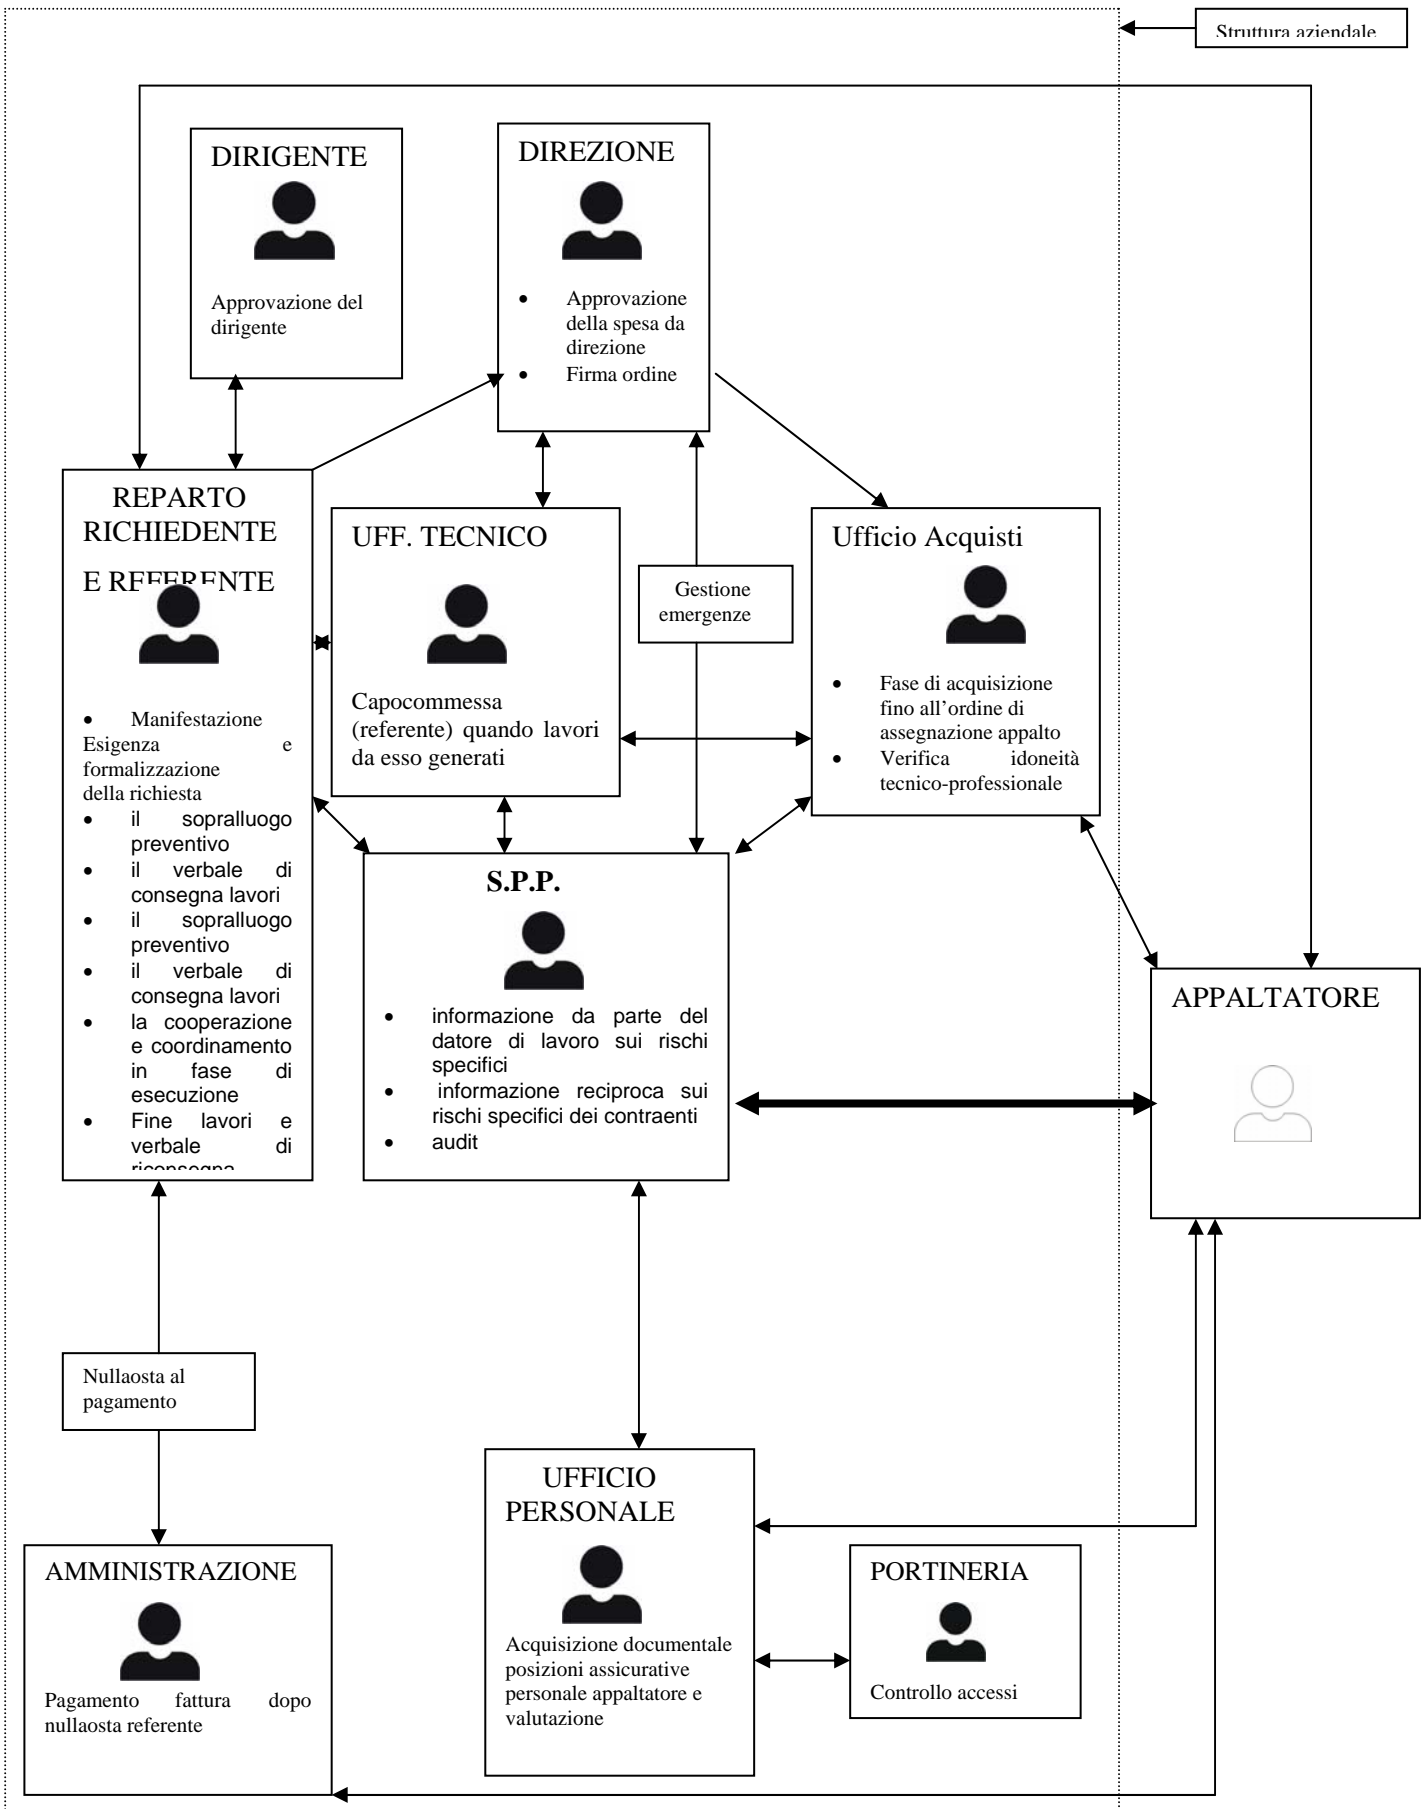 Struttura aziendale
DIRIGENTE
Approvazione del
dirigente
DIREZIONE
• Approvazione
della spesa da
direzione
• Firma ordine
REPARTO
RICHIEDENTE
E REFERENTE
• Manifestazione
Esigenza e
formalizzazione
della richiesta
• il sopralluogo
preventivo
• il verbale di
consegna lavori
• il sopralluogo
preventivo
• il verbale di
consegna lavori
• la cooperazione
e coordinamento
in fase di
esecuzione
• Fine lavori e
verbale di
riconsegna
UFF. TECNICO
Capocommessa
(referente) quando lavori
da esso generati
Gestione
emergenze
Ufficio Acquisti
• Fase di acquisizione
fino all’ordine di
assegnazione appalto
• Verifica idoneità
tecnico-professionale
S.P.P.
• informazione da parte del
datore di lavoro sui rischi
specifici
• informazione reciproca sui
rischi specifici dei contraenti
• audit
APPALTATORE
Nullaosta al
pagamento
AMMINISTRAZIONE
Pagamento fattura dopo
nullaosta referente
UFFICIO
PERSONALE
Acquisizione documentale
posizioni assicurative
personale appaltatore e
valutazione
PORTINERIA
Controllo accessi